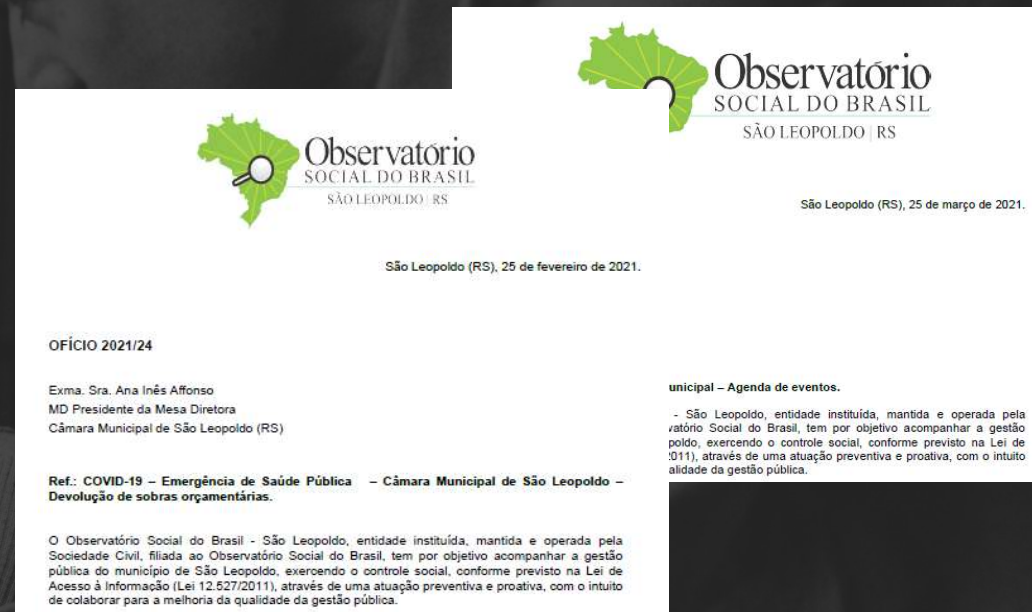 Observatório
SOCIAL DO BRASIL
SÃO LEOPOLDO | RS
São Leopoldo (RS), 25 de fevereiro de 2021.
OFÍCIO 2021/24
Exma. Sra. Ana Inês Affonso
MD Presidente da Mesa Diretora
Câmara Municipal de São Leopoldo (RS)
Ref.: COVID-19 – Emergência de Saúde Pública – Câmara Municipal de São Leopoldo –
Devolução de sobras orçamentárias.
O Observatório Social do Brasil - São Leopoldo, entidade instituída, mantida e operada pela
Sociedade Civil, filiada ao Observatório Social do Brasil, tem por objetivo acompanhar a gestão
pública do município de São Leopoldo, exercendo o controle social, conforme previsto na Lei de
Acesso à Informação (Lei 12.527/2011), através de uma atuação preventiva e proativa, com o intuito
de colaborar para a melhoria da qualidade da gestão pública.
Observatório
SOCIAL DO BRASIL
SÃO LEOPOLDO | RS
São Leopoldo (RS), 25 de março de 2021.
unicipal – Agenda de eventos.
- São Leopoldo, entidade instituída, mantida e operada pela
vatório Social do Brasil, tem por objetivo acompanhar a gestão
poldo, exercendo o controle social, conforme previsto na Lei de
2011), através de uma atuação preventiva e proativa, com o intuito
alidade da gestão pública.